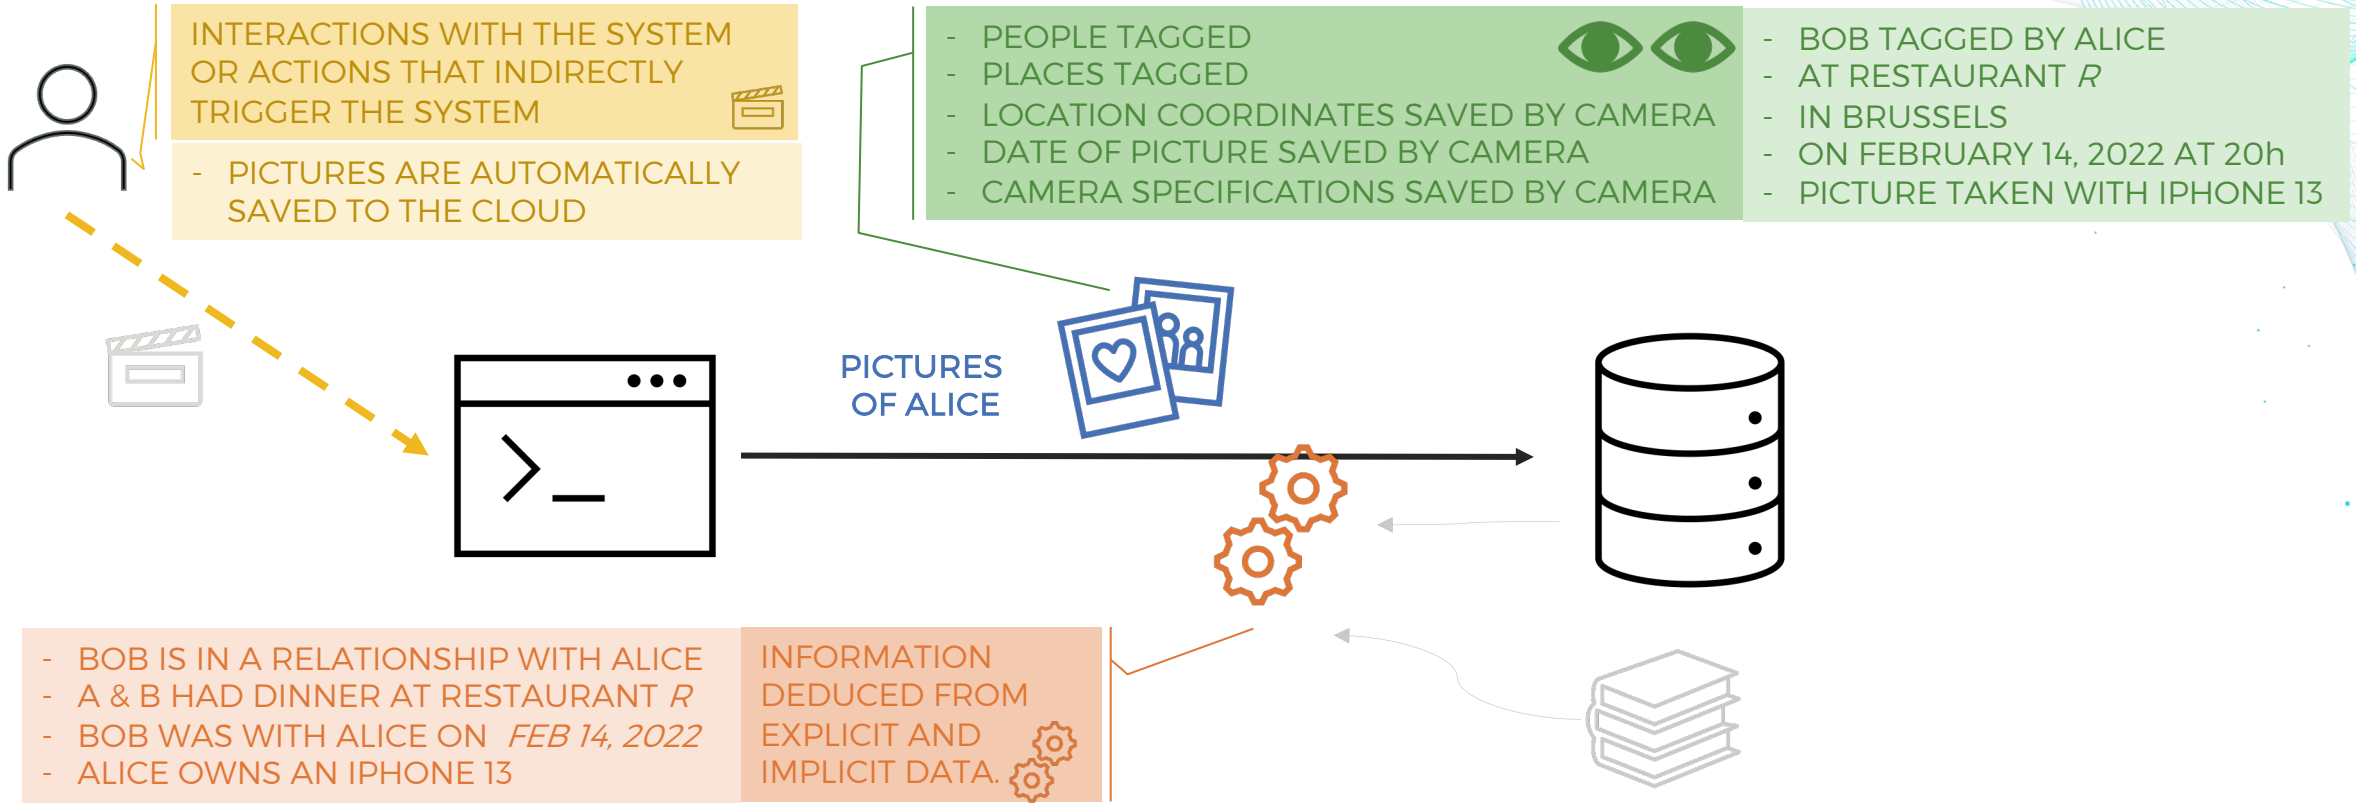 INTERACTIONS WITH THE SYSTEM
OR ACTIONS THAT INDIRECTLY
TRIGGER THE SYSTEM
- PICTURES ARE AUTOMATICALLY
SAVED TO THE CLOUD
- PEOPLE TAGGED
- PLACES TAGGED
- LOCATION COORDINATES SAVED BY CAMERA
- DATE OF PICTURE SAVED BY CAMERA
- CAMERA SPECIFICATIONS SAVED BY CAMERA
- BOB TAGGED BY ALICE
- AT RESTAURANT R
- IN BRUSSELS
- ON FEBRUARY 14, 2022 AT 20h
- PICTURE TAKEN WITH IPHONE 13
PICTURES
OF ALICE
- BOB IS IN A RELATIONSHIP WITH ALICE
- A & B HAD DINNER AT RESTAURANT R
- BOB WAS WITH ALICE ON FEB 14, 2022
- ALICE OWNS AN IPHONE 13
INFORMATION
DEDUCED FROM
EXPLICIT AND
IMPLICIT DATA.